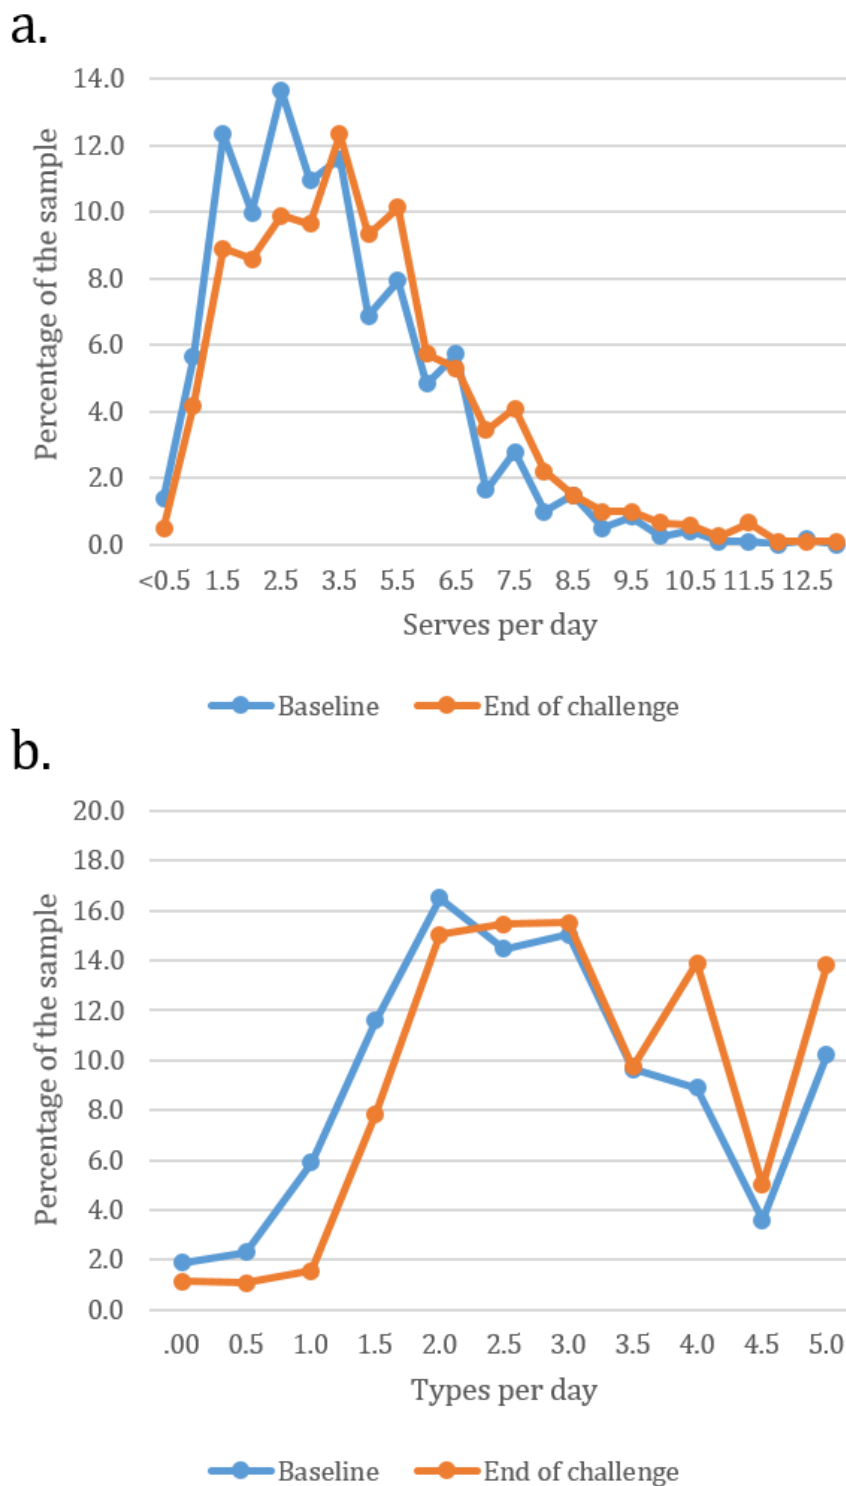 a.
14.0
12.0
10.0
8.0
6.0
4.0
2.0
0.0
Percentage of the sample
<0.5 1.5 2.5 3.5 5.5 6.5 7.5 8.5 9.5 10.5 11.5 12.5
Serves per day
Baseline End of challenge
b.
20.0
18.0
16.0
14.0
12.0
10.0
8.0
6.0
4.0
2.0
0.0
Percentage of the sample
.00 0.5 1.0 1.5 2.0 2.5 3.0 3.5 4.0 4.5 5.0
Types per day
Baseline End of challenge